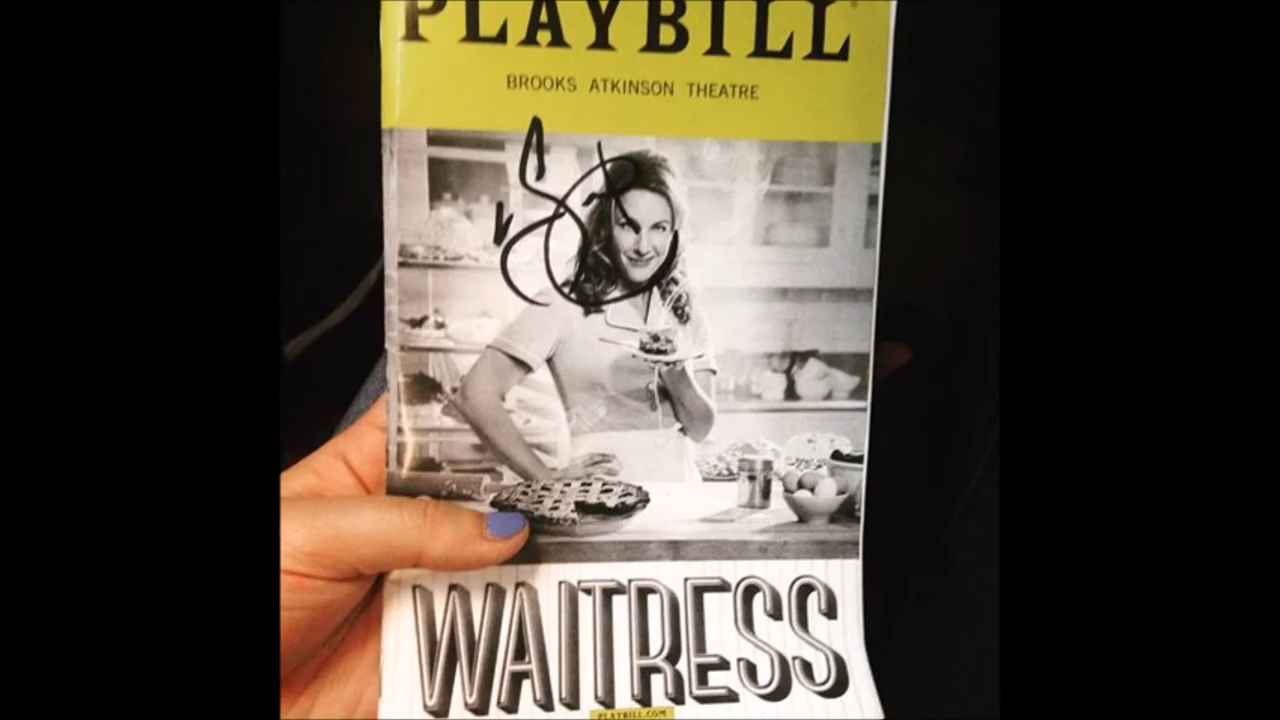 PLAYBILL
BROOKS ATKINSON THEATRE
WAITRESS
PLAYBILL.COM